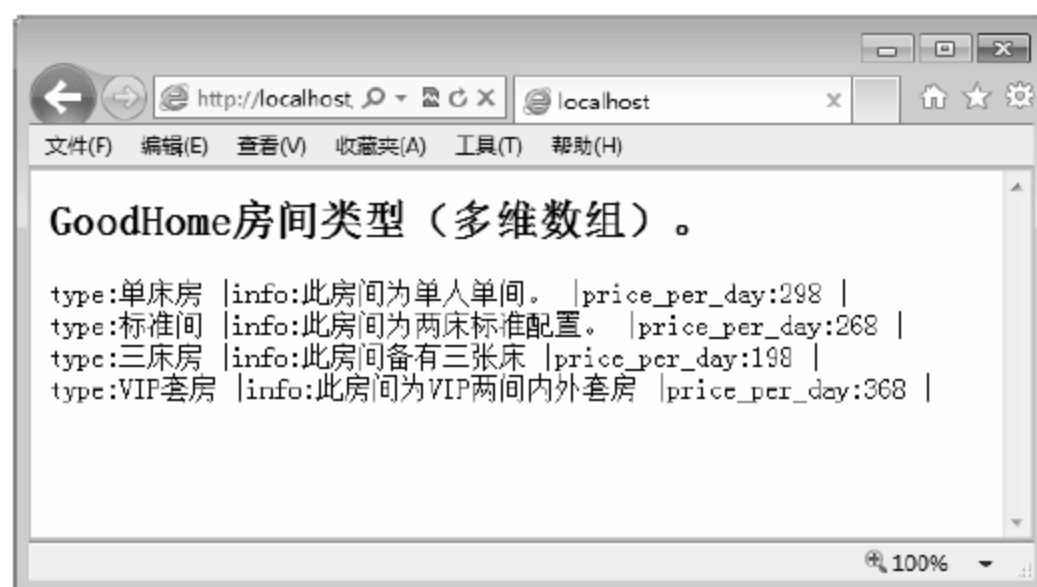 http://localhost
localhost
文件(F) 编辑(E) 查看(V) 收藏夹(A) 工具(T) 帮助(H)
GoodHome房间类型（多维数组）。
type:单床房 |info:此房间为单人单间。 |price_per_day:298 |
type:标准间 |info:此房间为两床标准配置。 |price_per_day:268 |
type:三床房 |info:此房间备有三张床 |price_per_day:198 |
type:VIP套房 |info:此房间为VIP两间内外套房 |price_per_day:368 |
100%